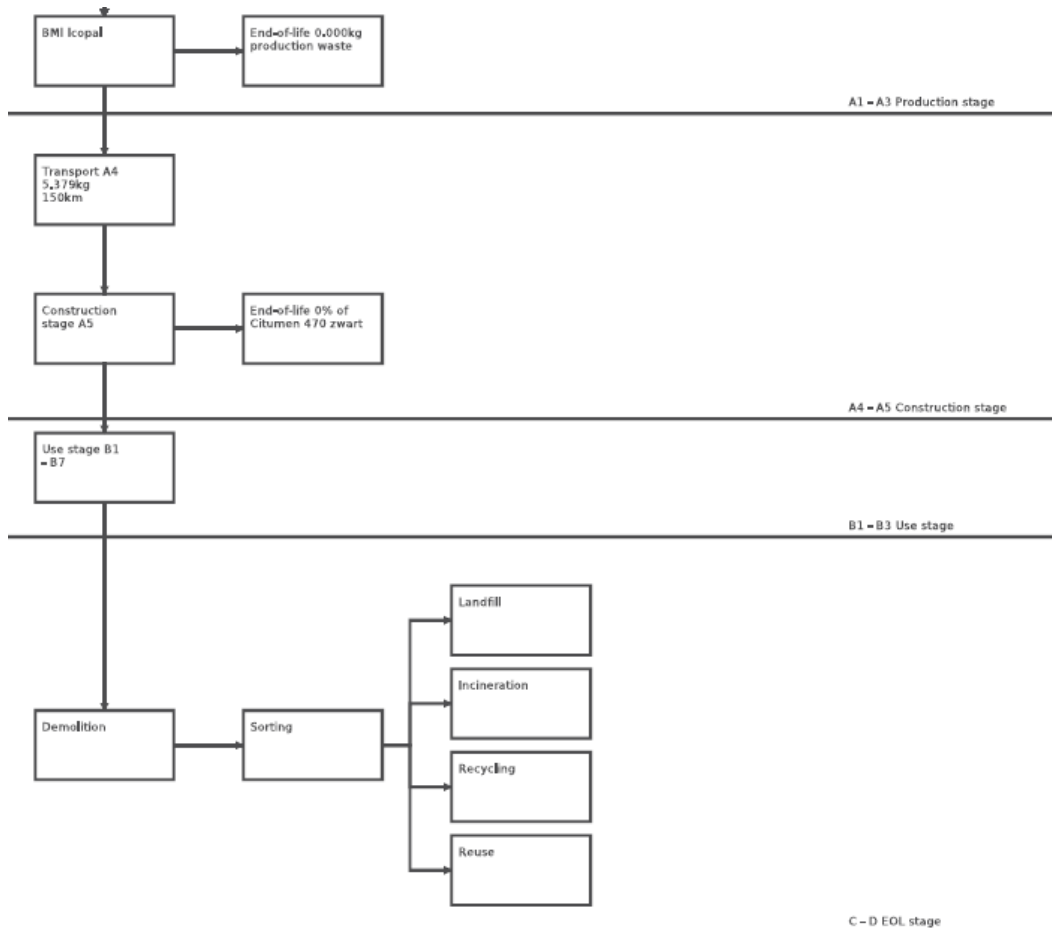 BMI Icopal
End-of-life 0.000kg
production waste
A1 – A3 Production stage
Transport A4
5.379kg
150km
Construction
stage A5
End-of-life 0% of
Citumen 470 zwart
A4 – A5 Construction stage
Use stage B1
– B7
B1 – B3 Use stage
Landfill
Incineration
Demolition
Sorting
Recycling
Reuse
C – D EOL stage